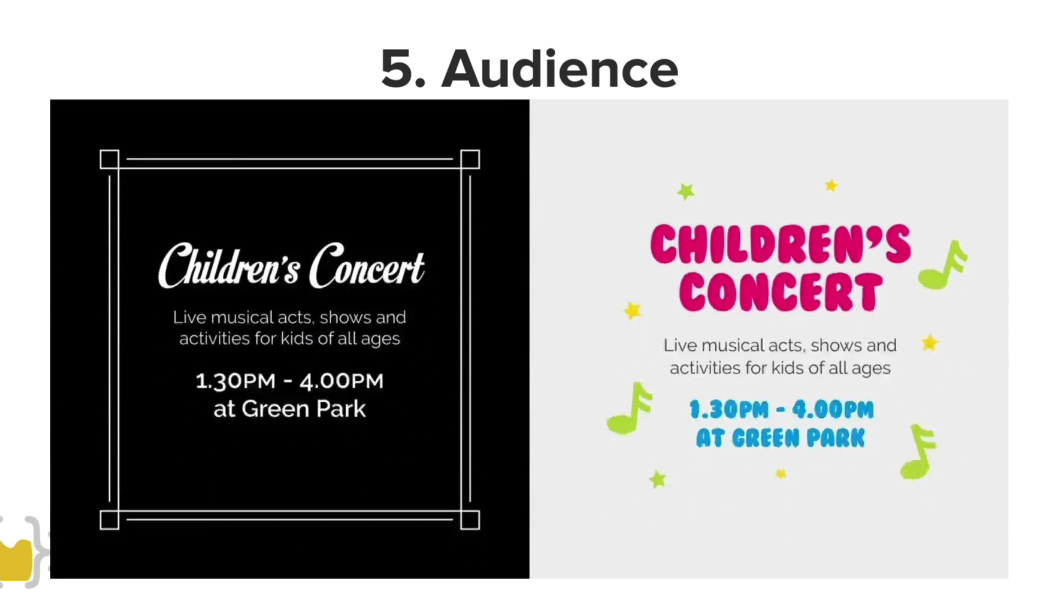 5. Audience
Children's Concert
Live musical acts, shows and
activities for kids of all ages
1.30PM - 4.00PM
at Green Park
CHILDREN'S
CONCERT
Live musical acts, shows and
activities for kids of all ages
1.30PM - 4.00PM
AT GREEN PARK